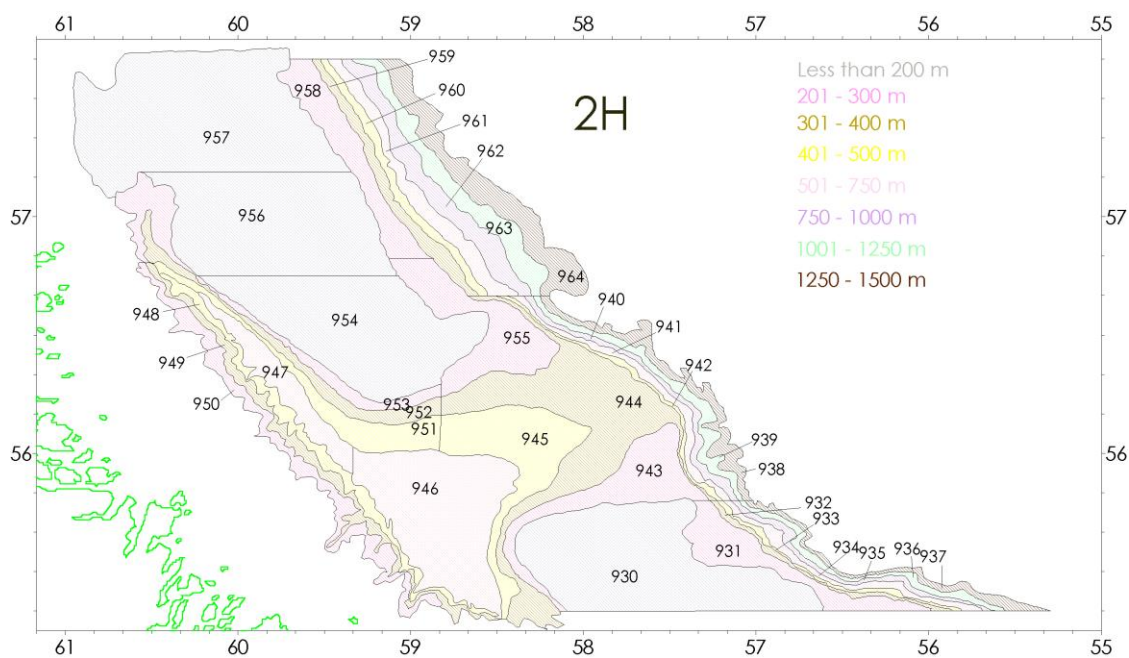 61 60 59 58 57 56 55
959
Less than 200 m
958
960
201 - 300 m
2H
301 - 400 m
961
957
401 - 500 m
962
501 - 750 m
57 956 750 - 1000 m 57
963
1001 - 1250 m
964
1250 - 1500 m
948 954 940
955 941
949 947 942
950 953 952 944
951
945 939
56 943 938 56
946
932
933
931 934 935 936 937
930
61 60 59 58 57 56 55